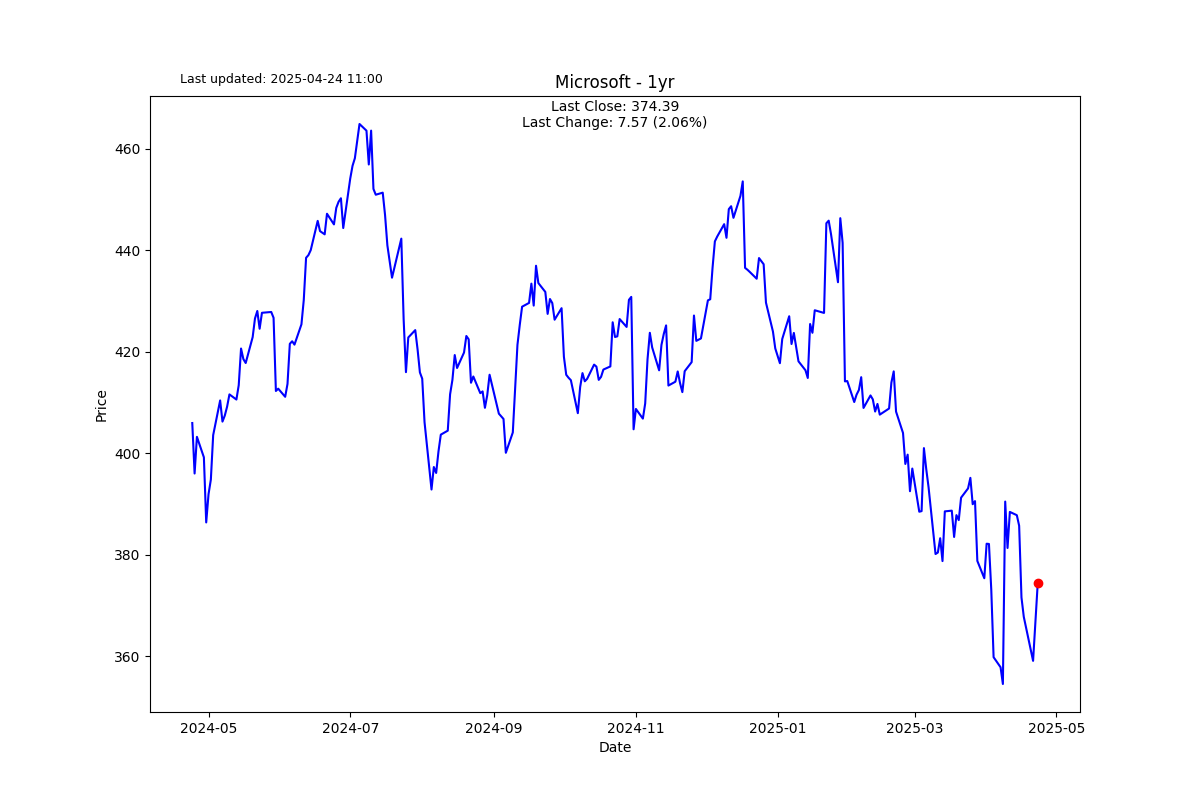 Last updated: 2025-04-24 11:00
Microsoft - 1yr
Last Close: 374.39
Last Change: 7.57 (2.06%)
460
440
420
400
380
360
Price
2024-05
2024-07
2024-09
2024-11
2025-01
2025-03
2025-05
Date